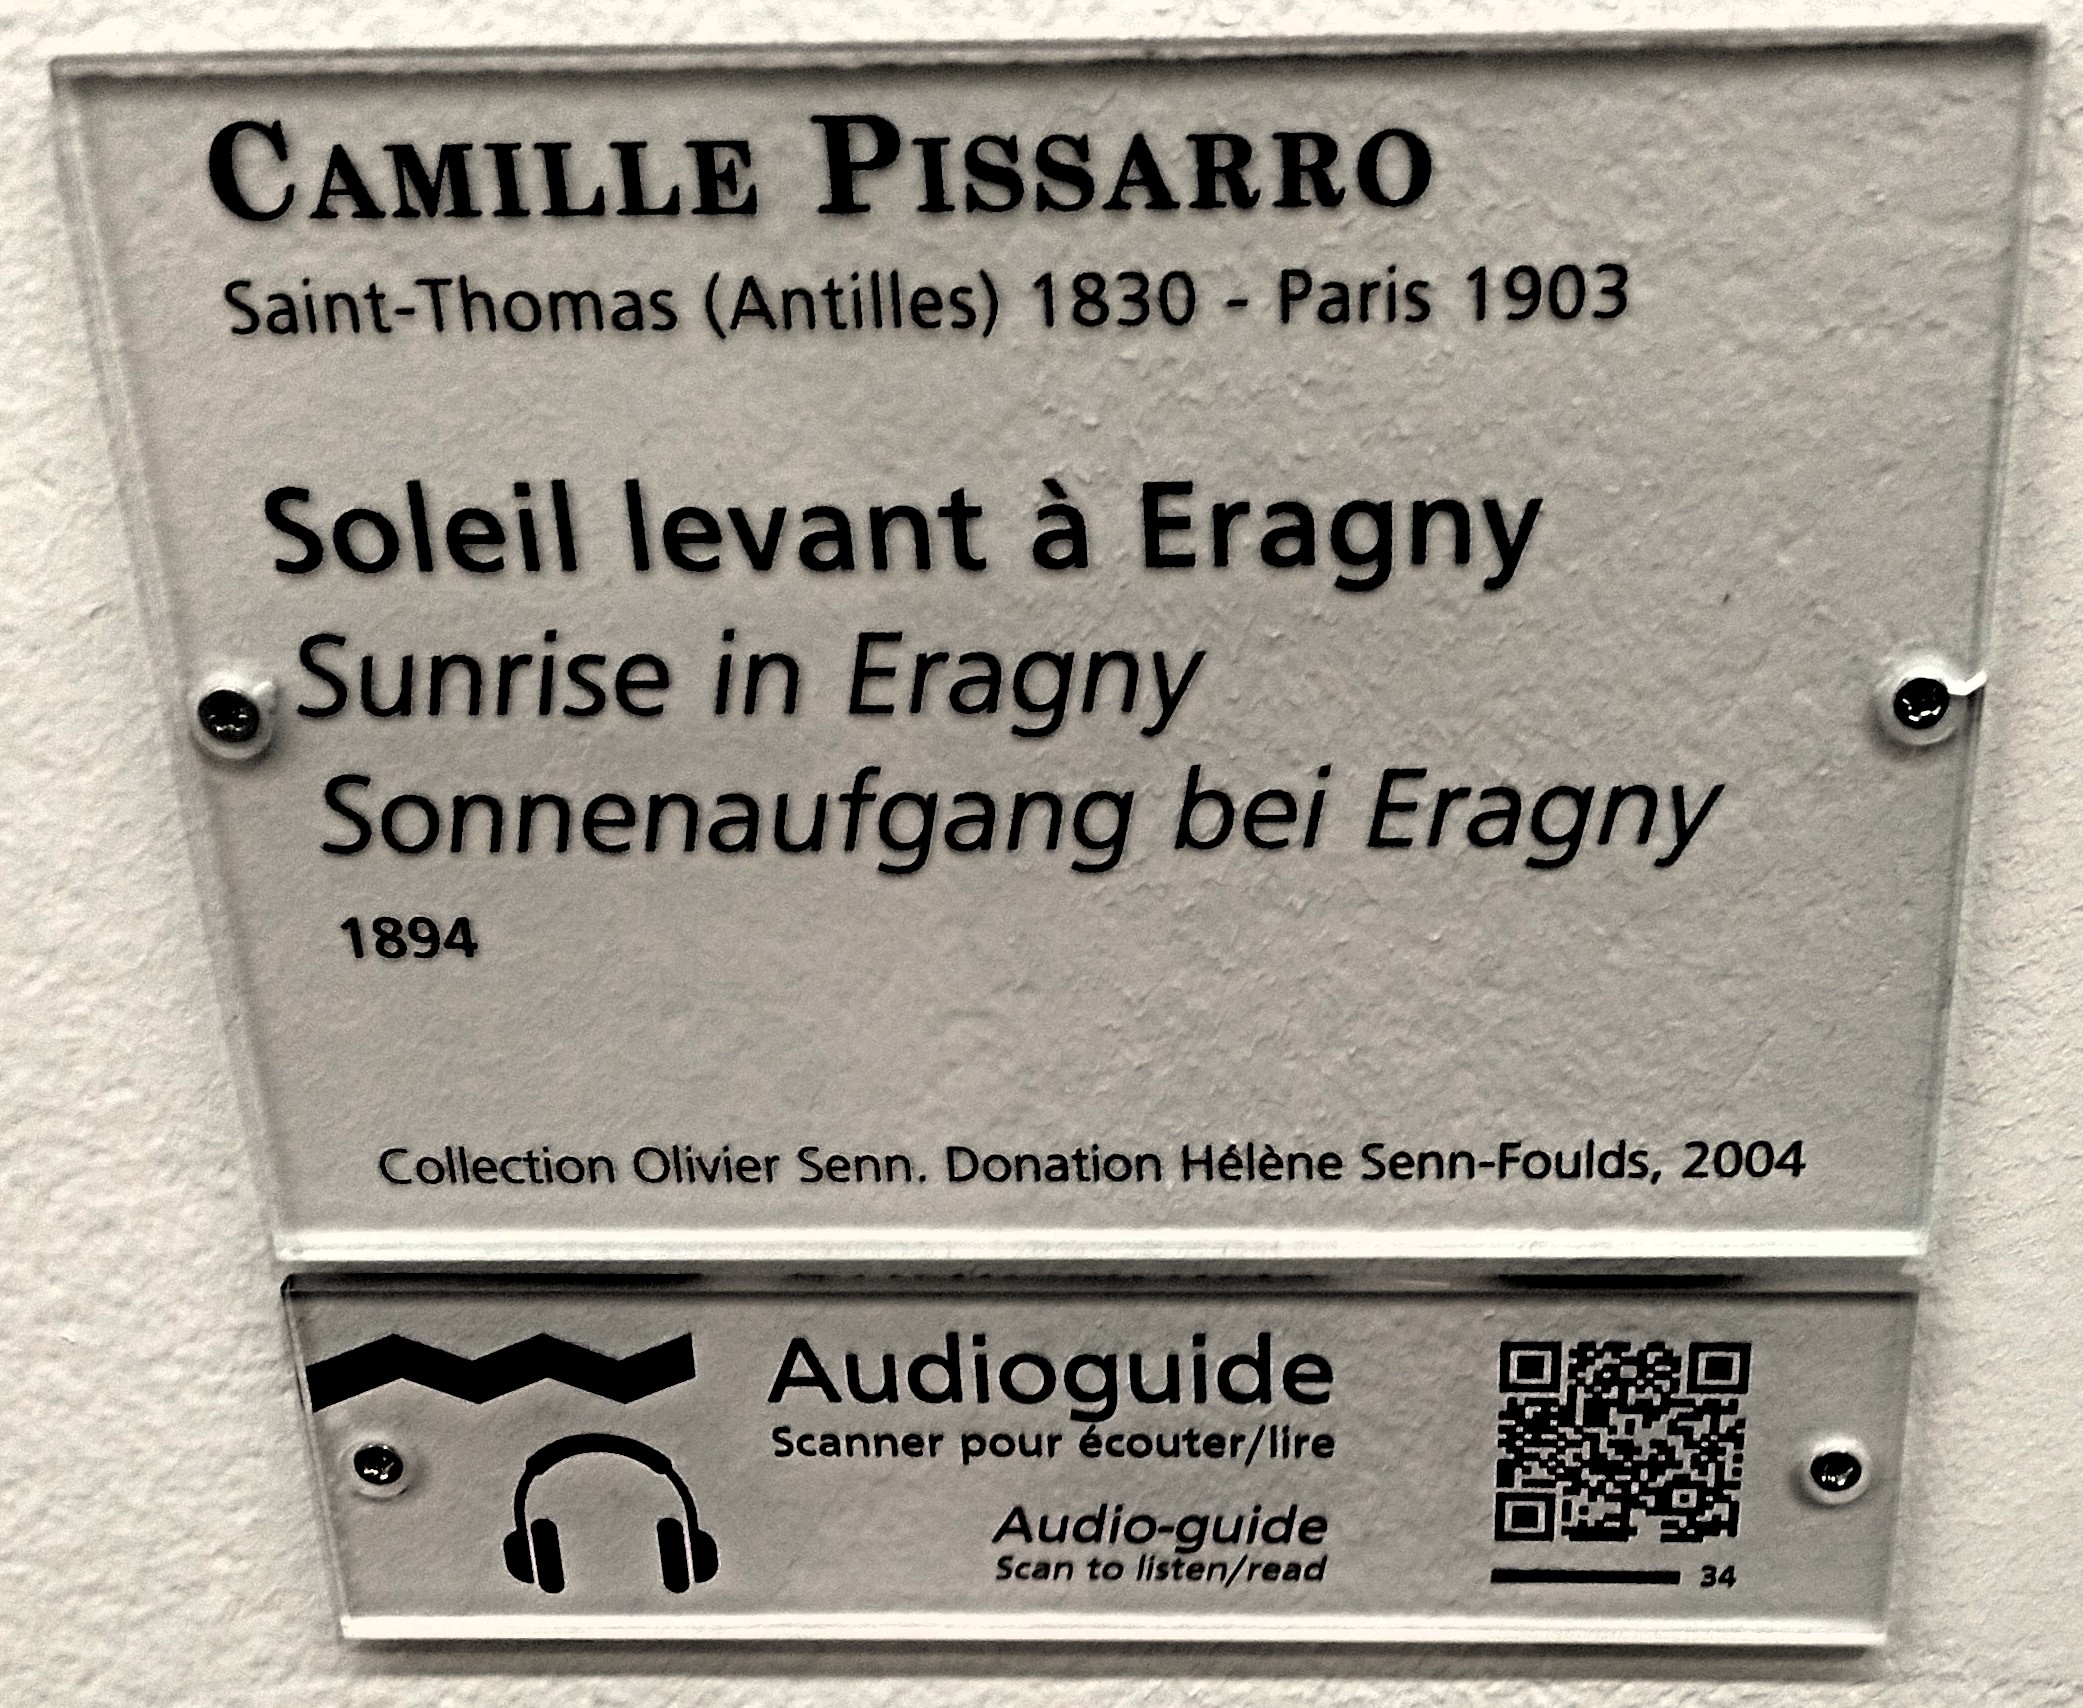 CAMILLE PISSARRO
Saint-Thomas (Antilles) 1830 - Paris 1903
Soleil levant à Eragny
Sunrise in Eragny
Sonnenaufgang bei Eragny
1894
Collection Olivier Senn. Donation Hélène Senn-Foulds, 2004
Audioguide
Scanner pour écouter/lire
Audio-guide
Scan to listen/read
34